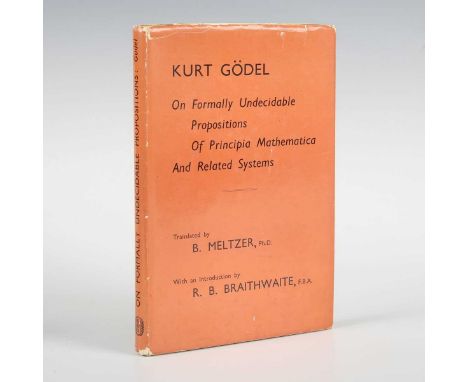 KURT GÖDEL
On Formally Undecidable
Propositions
Of Principia Mathematica
And Related Systems
Translated by
B. MELTZER, Ph.D.
With an introduction by
R. B. BRAITHWAITE, F.B.A.
ON FORMALLY UNDECIDABLE PROPOSITIONS: Gödel